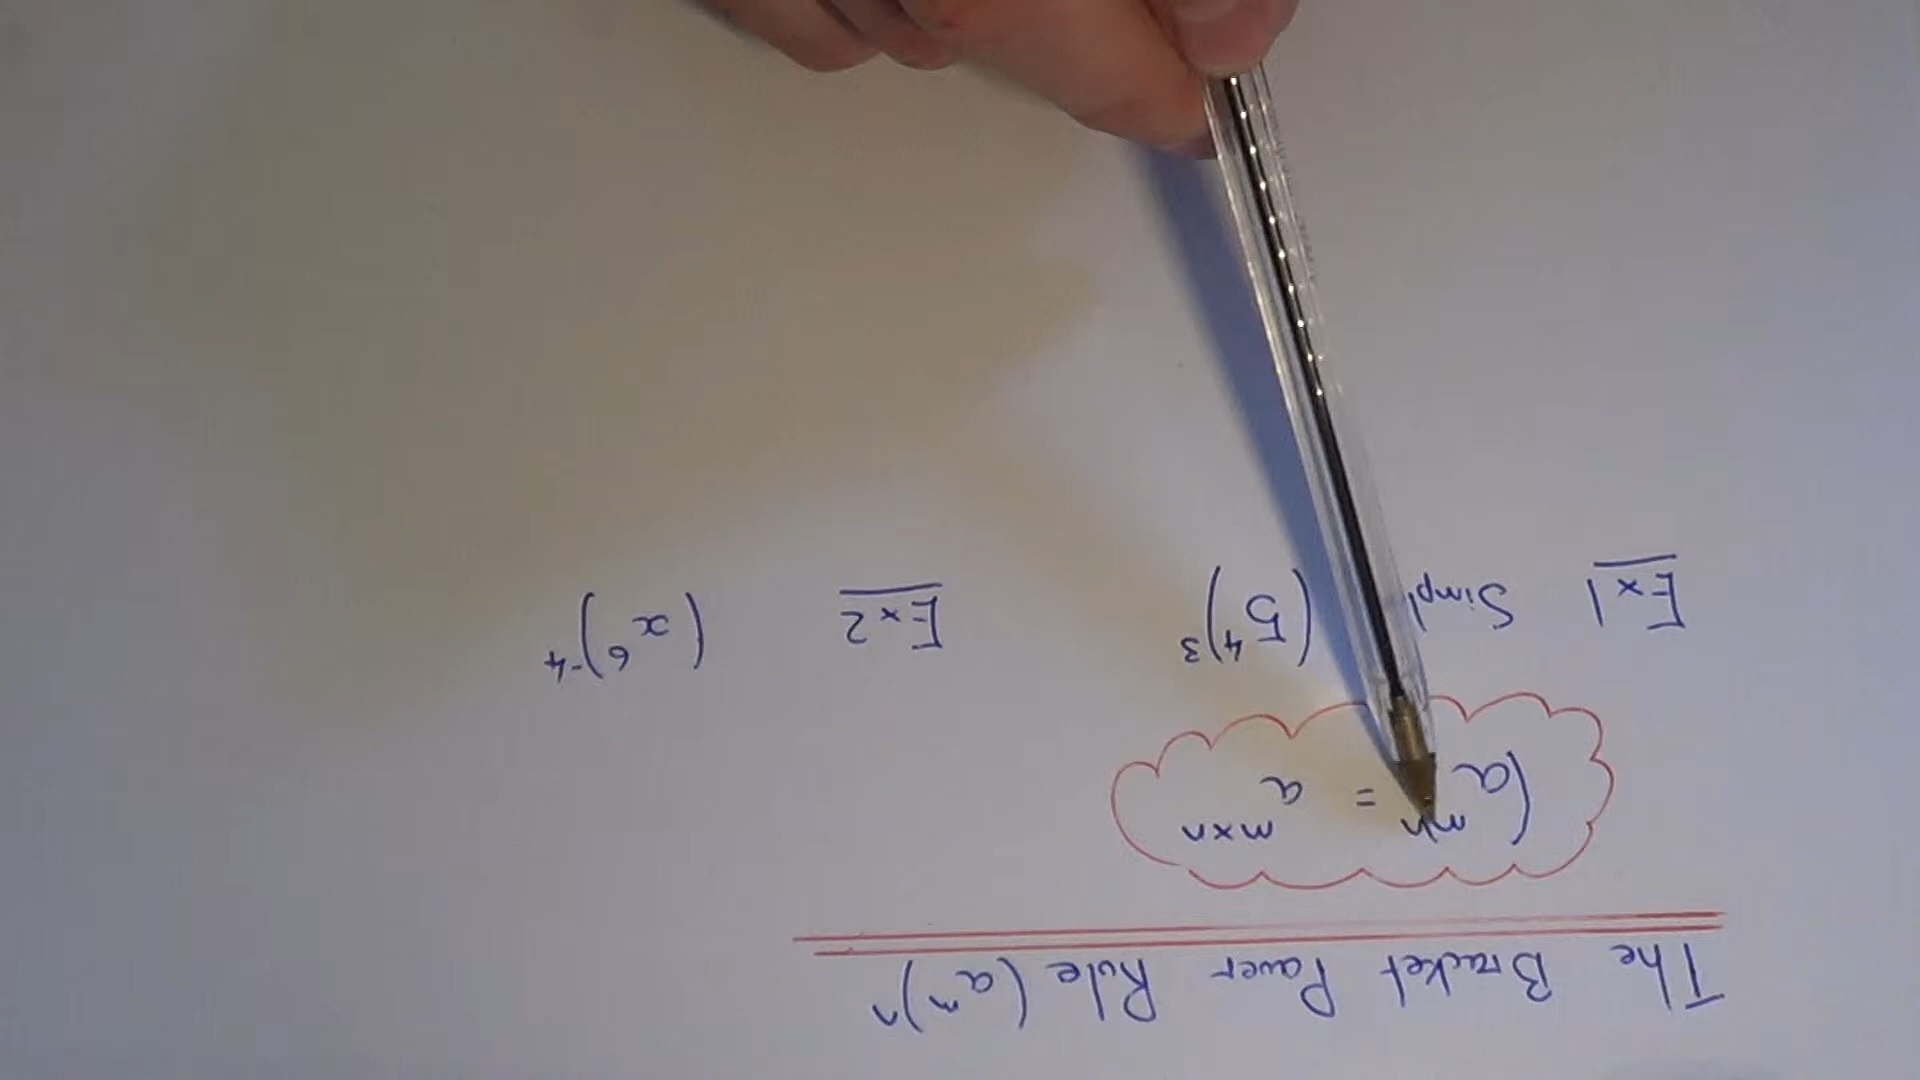 The Bracket Power Rule (aᵐ)ⁿ
(aᵐ ⁿ = aᵐˣⁿ
Ex1 Simpl (5⁴)³ Ex2 (x⁶)⁻⁴